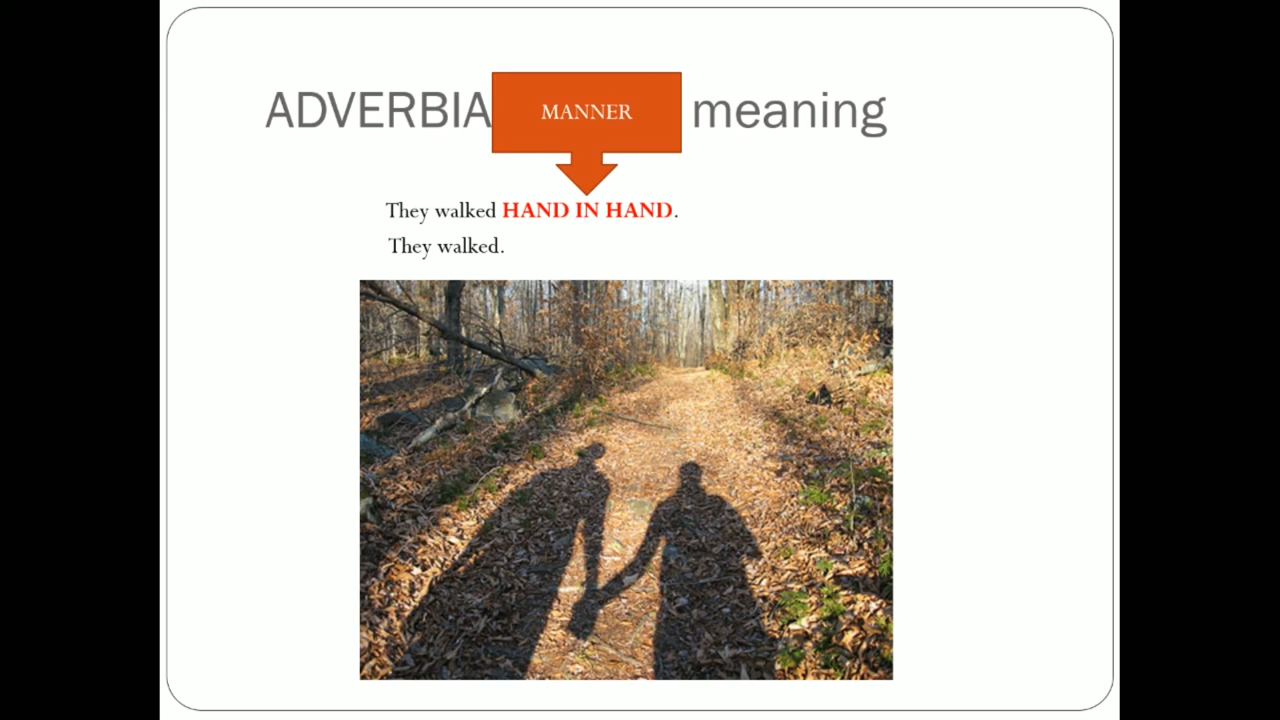 ADVERBIA MANNER meaning
They walked HAND IN HAND.
They walked.